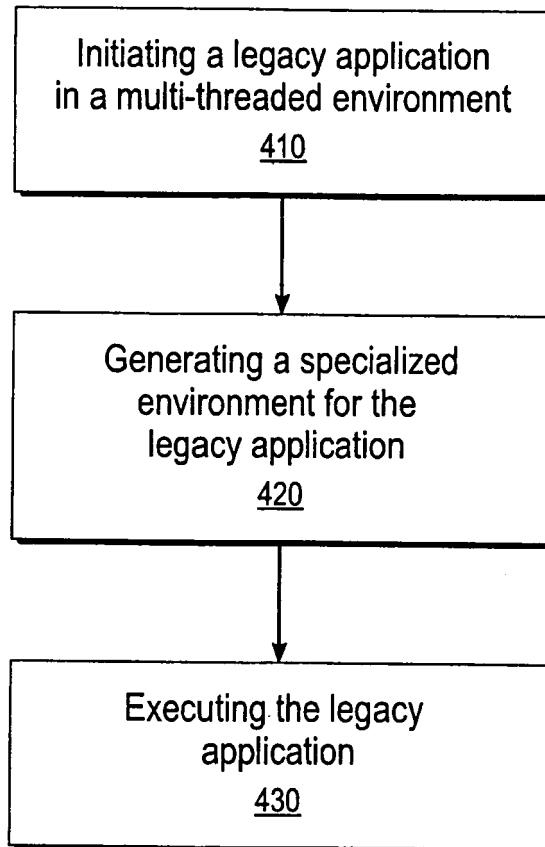 Initiating a legacy application
in a multi-threaded environment
410
Generating a specialized
environment for the
legacy application
420
Executing the legacy
application
430